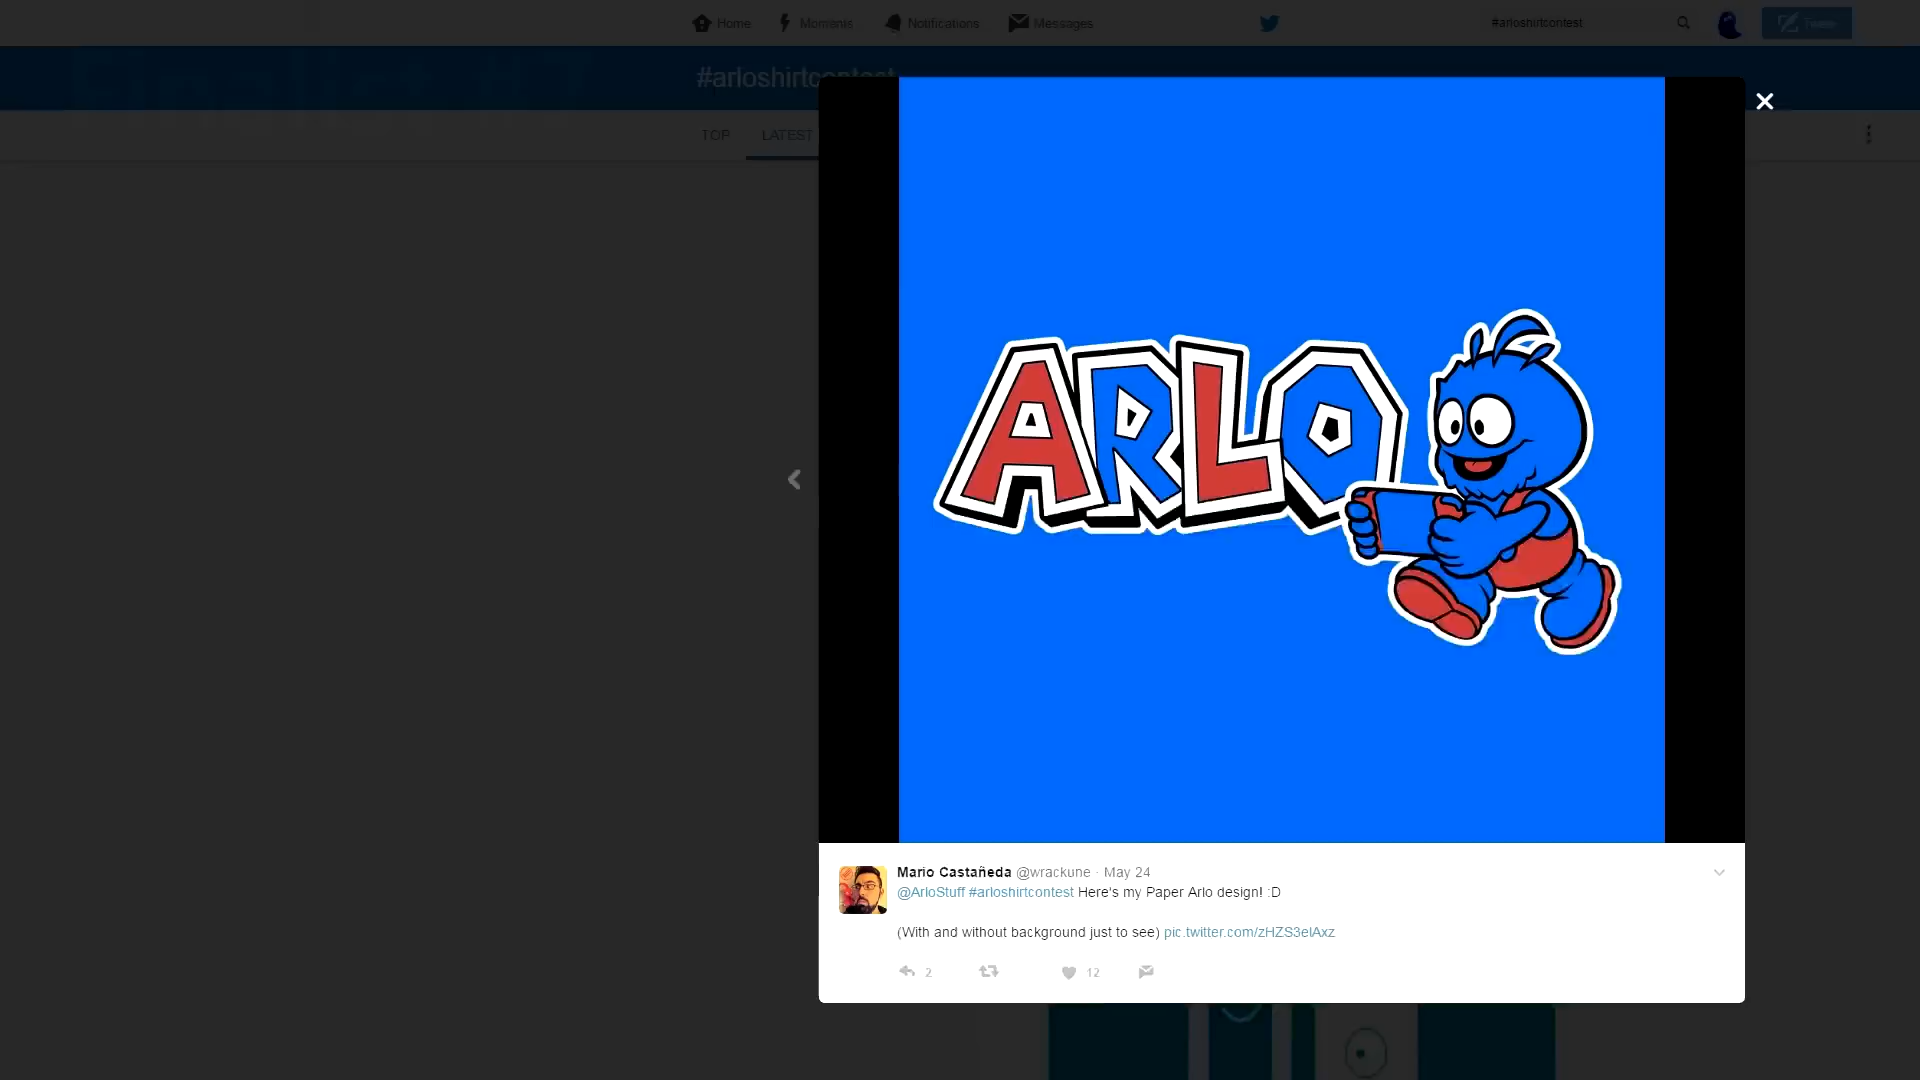 Home Moments Notifications Messages #arloshirtcontest Tweet
#arloshirtcontest
TOP LATEST
ARLO
Mario Castañeda @wrackune · May 24
@ArloStuff #arloshirtcontest Here's my Paper Arlo design! :D
(With and without background just to see) pic.twitter.com/zHZS3elAxz
2 12